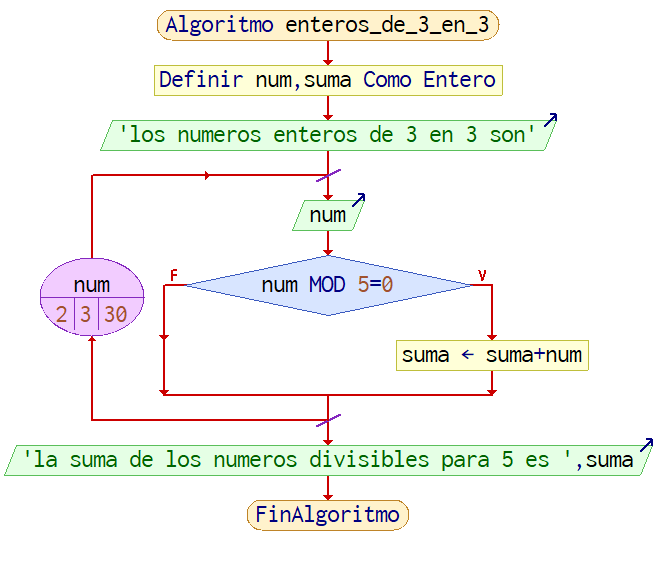 Algoritmo enteros_de_3_en_3
Definir num,suma Como Entero
'los numeros enteros de 3 en 3 son'
num
F
num MOD 5=0
V
num
2 3 30
suma ← suma+num
'la suma de los numeros divisibles para 5 es ',suma
FinAlgoritmo